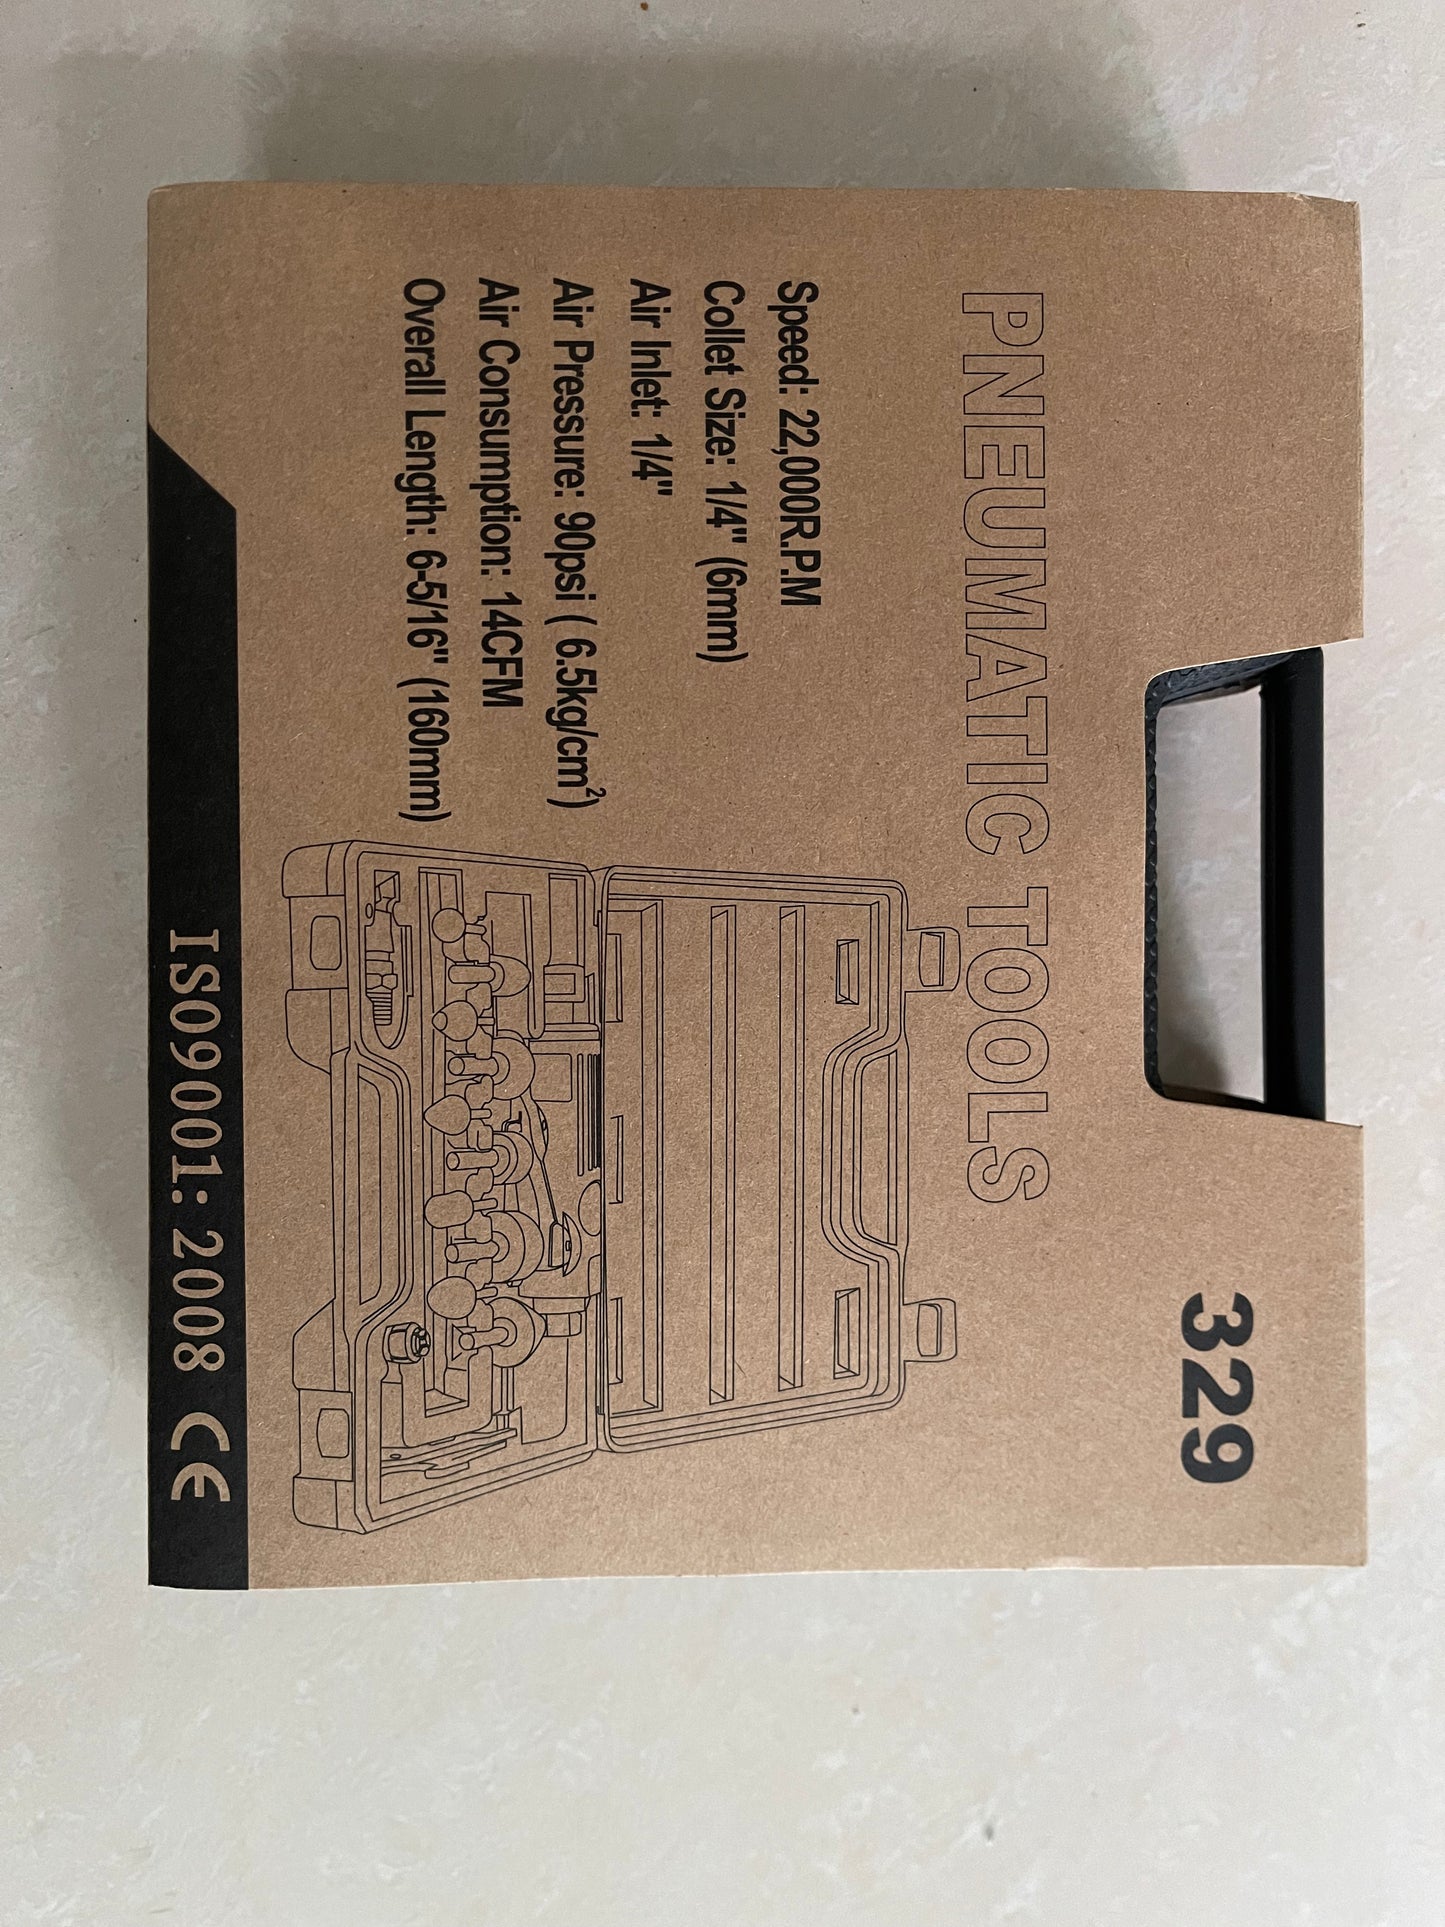 329
PNEUMATIC TOOLS
Speed: 22,000R.P.M
Collet Size: 1/4" (6mm)
Air Inlet: 1/4"
Air Pressure: 90psi ( 6.5kg/cm²)
Air Consumption: 14CFM
Overall Length: 6-5/16" (160mm)
ISO9001: 2008 CE